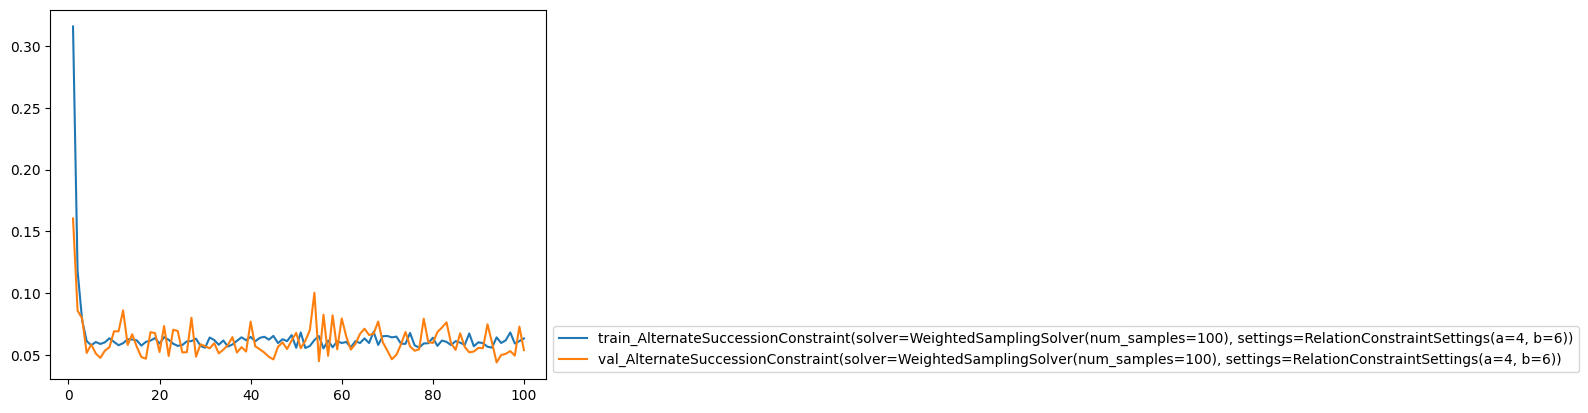 0.30
0.25
0.20
0.15
0.10
0.05
0 20 40 60 80 100
train_AlternateSuccessionConstraint(solver=WeightedSamplingSolver(num_samples=100), settings=RelationConstraintSettings(a=4, b=6))
val_AlternateSuccessionConstraint(solver=WeightedSamplingSolver(num_samples=100), settings=RelationConstraintSettings(a=4, b=6))